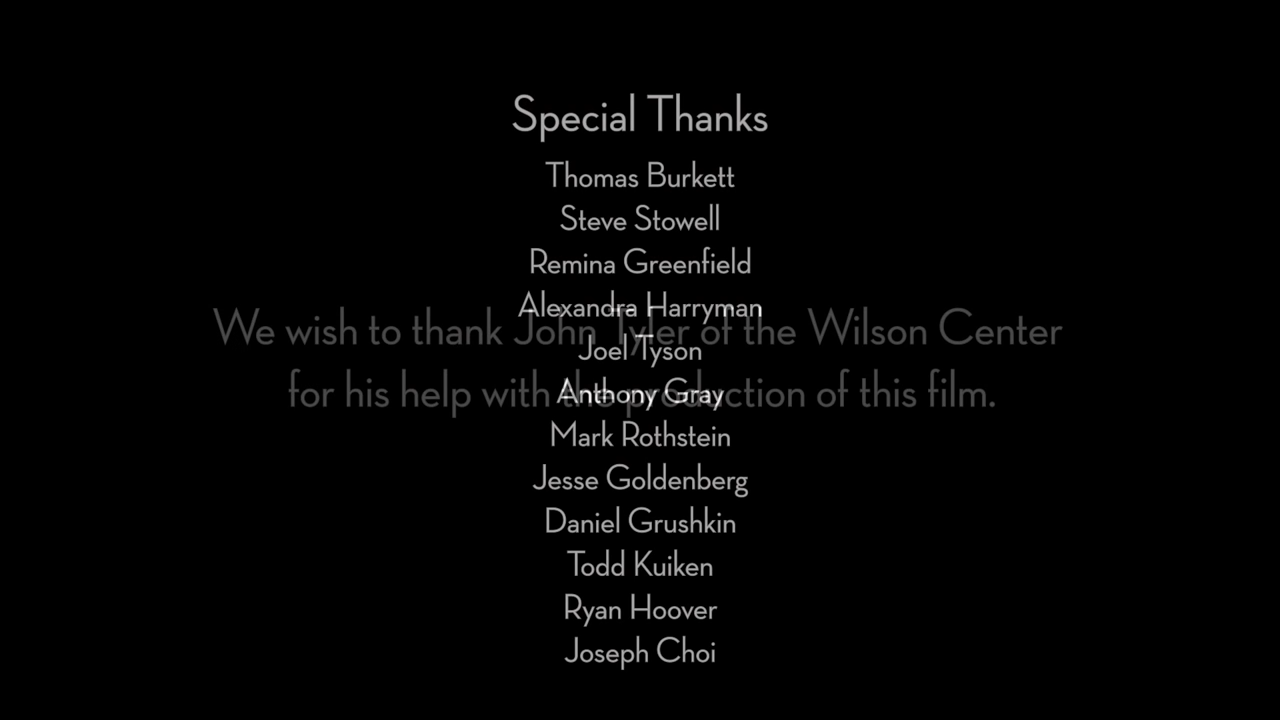 Special Thanks
Thomas Burkett
Steve Stowell
Remina Greenfield
Alexandra Harryman
We wish to thank John Tyler of the Wilson Center
Joel Tyson
for his help with the production of this film.
Anthony Gray
Mark Rothstein
Jesse Goldenberg
Daniel Grushkin
Todd Kuiken
Ryan Hoover
Joseph Choi